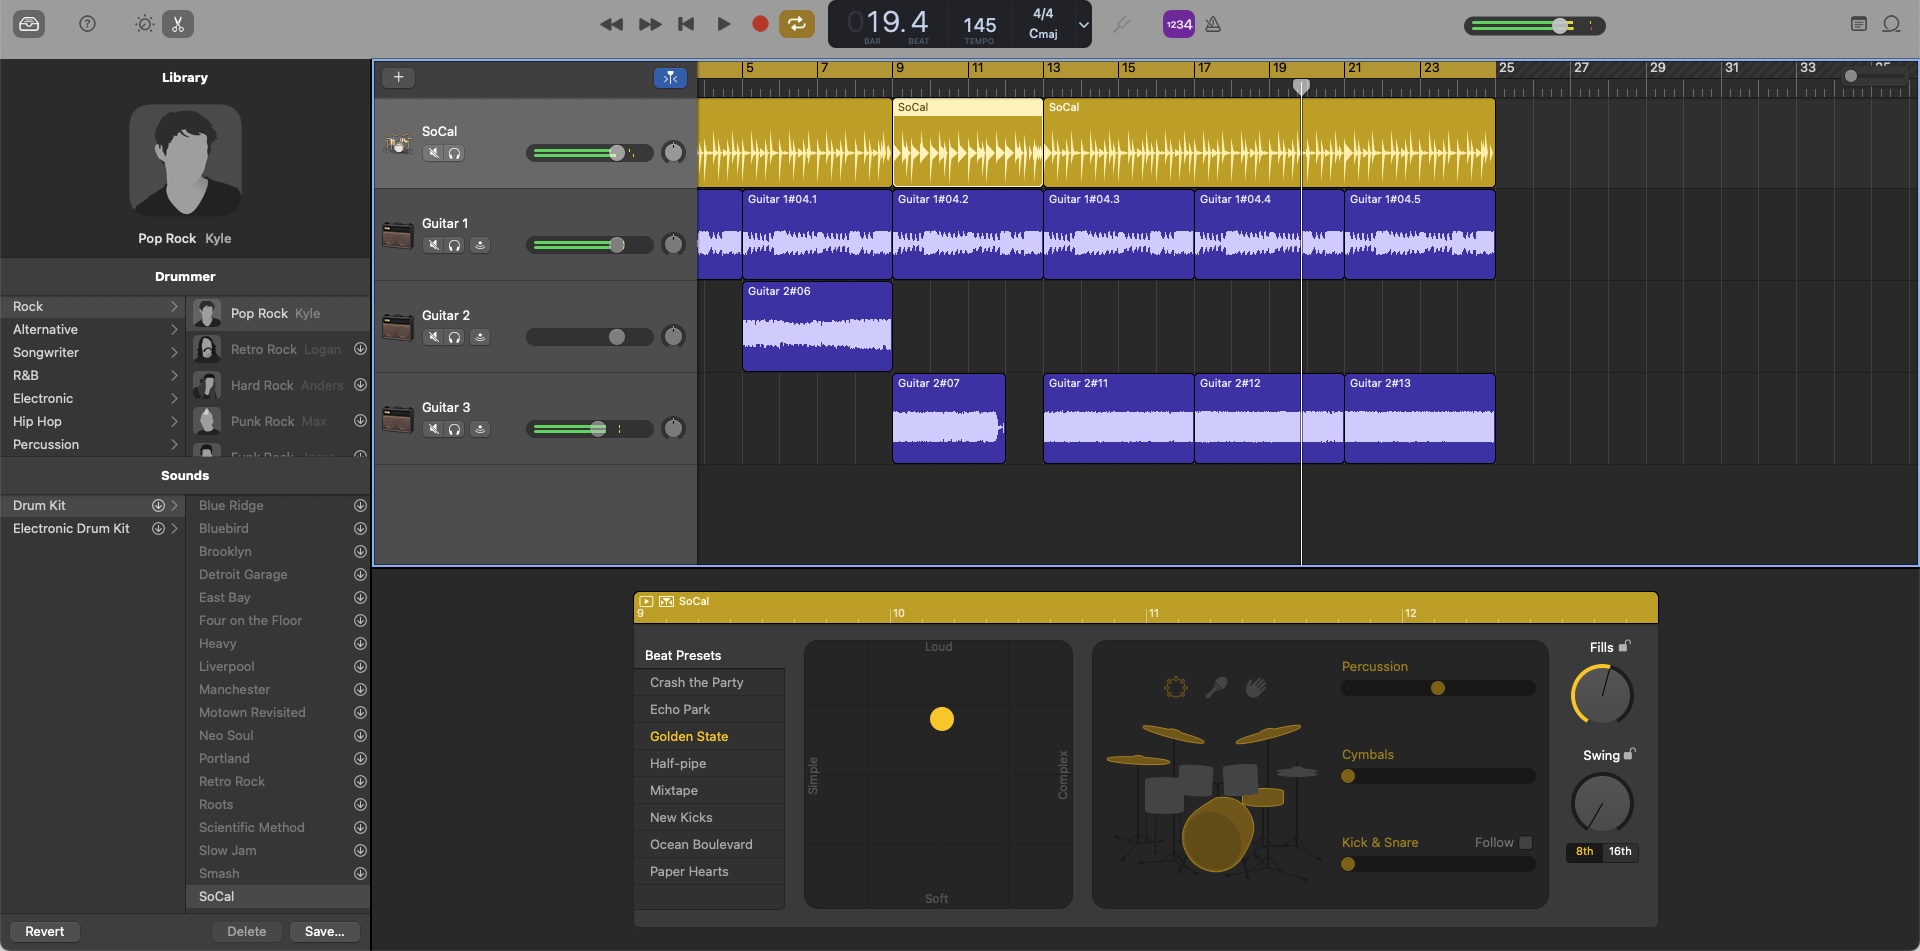 019.4
BAR
BEAT
145
TEMPO
4/4
Cmaj
1234
Library
Pop Rock Kyle
Drummer
Rock
Alternative
Songwriter
R&B
Electronic
Hip Hop
Percussion
Pop Rock Kyle
Retro Rock Logan
Hard Rock Anders
Punk Rock Max
Sounds
Drum Kit
Electronic Drum Kit
Blue Ridge
Bluebird
Brooklyn
Detroit Garage
East Bay
Four on the Floor
Heavy
Liverpool
Manchester
Motown Revisited
Neo Soul
Portland
Retro Rock
Roots
Scientific Method
Slow Jam
Smash
SoCal
Revert
Delete
Save...
5 7 9 11 13 15 17 19 21 23 25 27 29 31 33
SoCal
SoCal
SoCal
Guitar 1
Guitar 1#04.1
Guitar 1#04.2
Guitar 1#04.3
Guitar 1#04.4
Guitar 1#04.5
Guitar 2
Guitar 2#06
Guitar 3
Guitar 2#07
Guitar 2#11
Guitar 2#12
Guitar 2#13
SoCal
9 10 11 12
Beat Presets
Crash the Party
Echo Park
Golden State
Half-pipe
Mixtape
New Kicks
Ocean Boulevard
Paper Hearts
Loud
Simple
Complex
Soft
Percussion
Cymbals
Kick & Snare
Follow
Fills
Swing
8th 16th